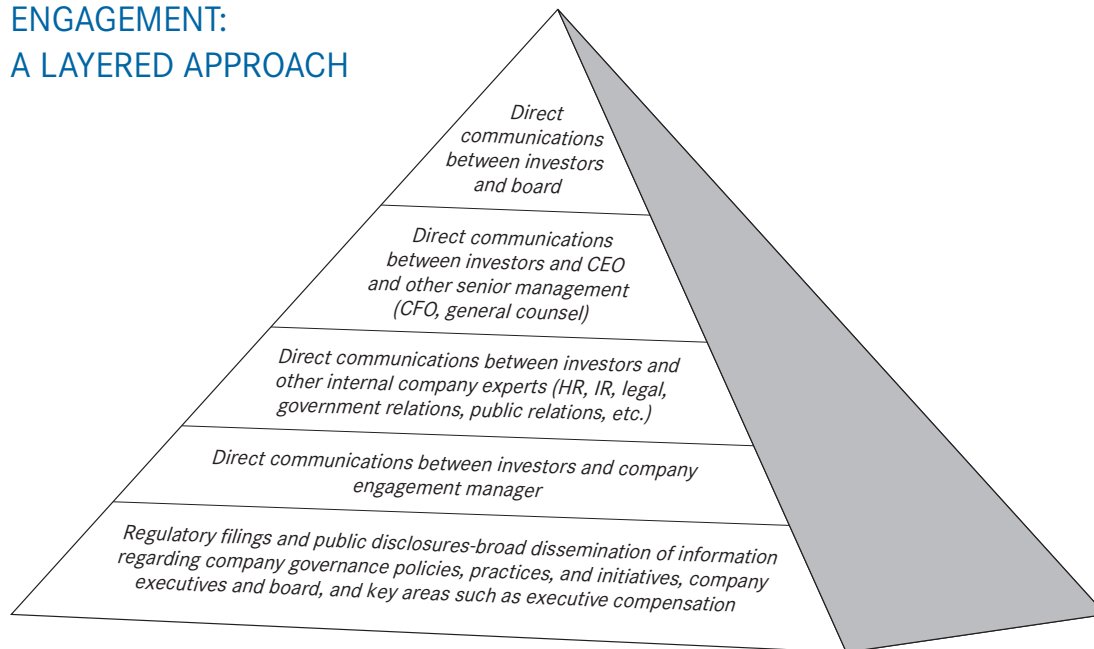 ENGAGEMENT:
A LAYERED APPROACH
Direct
communications
between investors
and board
Direct communications
between investors and CEO
and other senior management
(CFO, general counsel)
Direct communications between investors and
other internal company experts (HR, IR, legal,
government relations, public relations, etc.)
Direct communications between investors and company
engagement manager
Regulatory filings and public disclosures-broad dissemination of information
regarding company governance policies, practices, and initiatives, company
executives and board, and key areas such as executive compensation